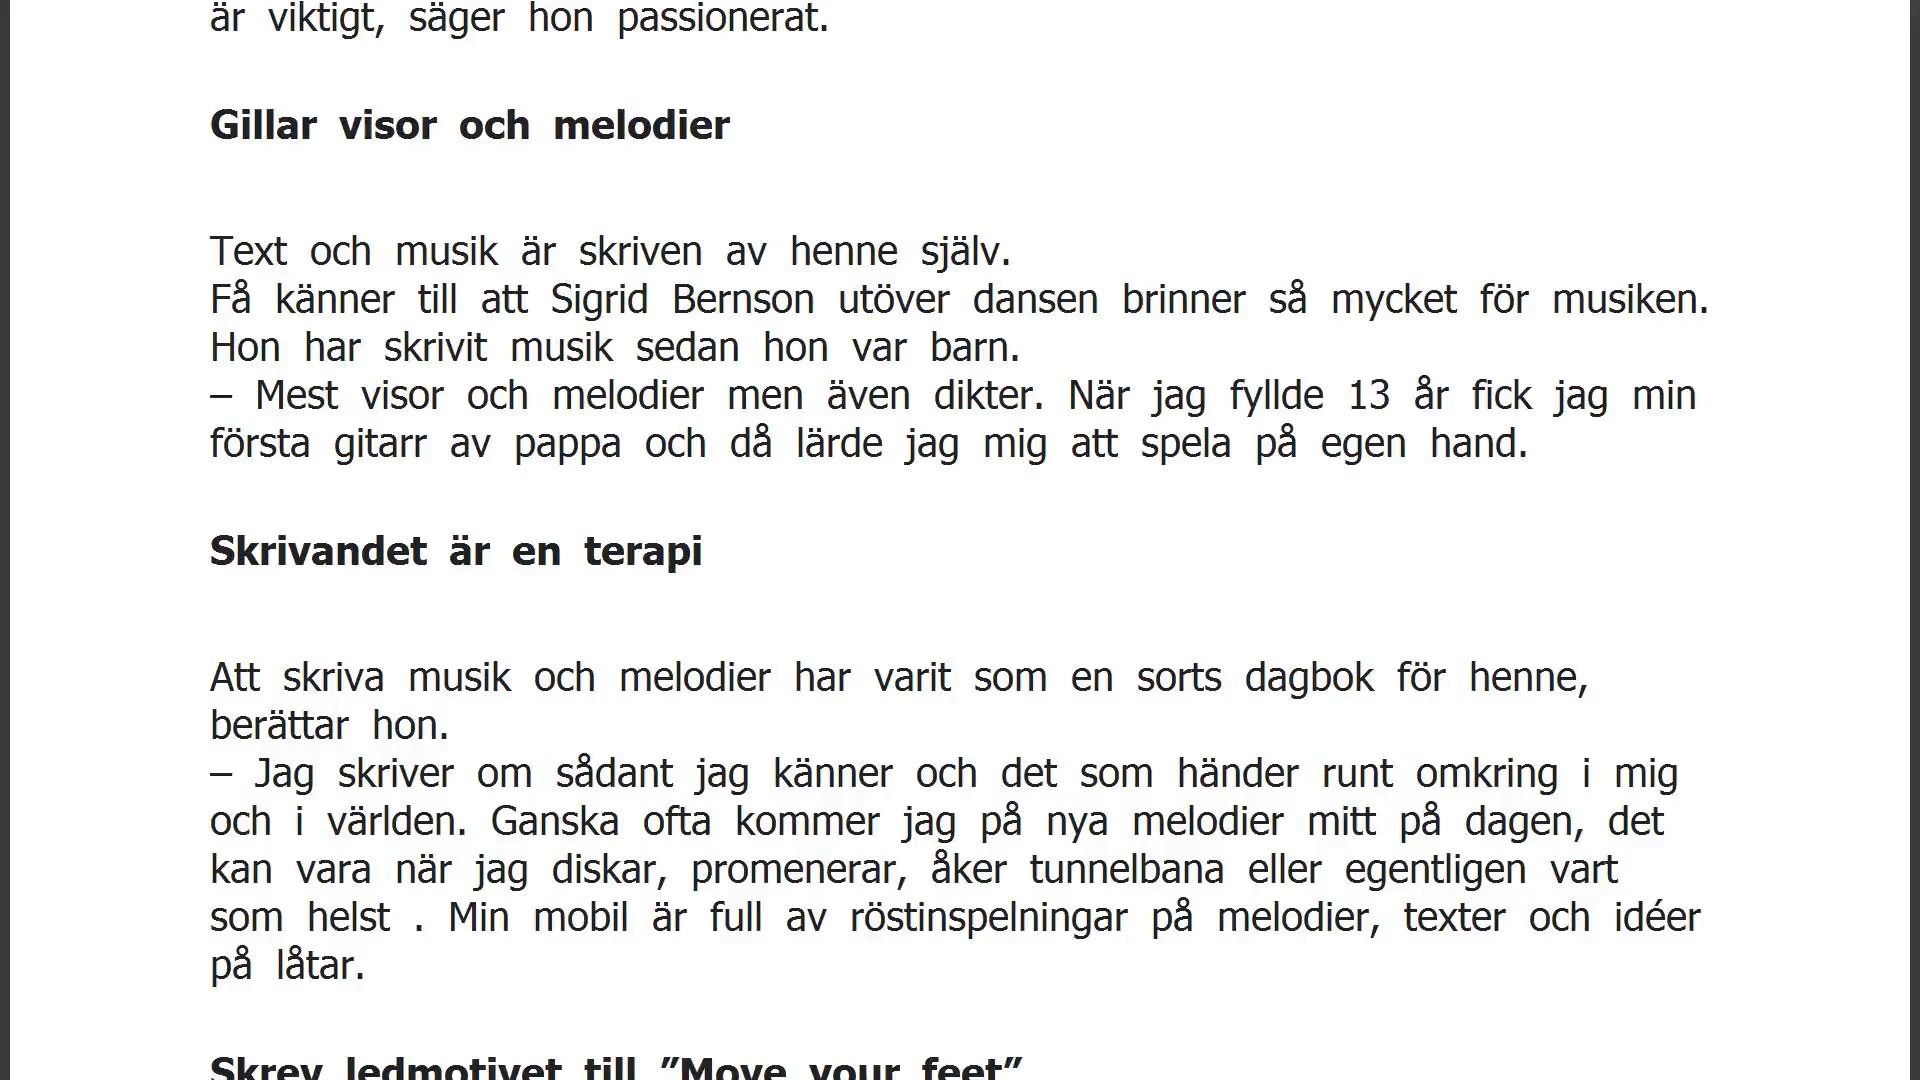 är viktigt, säger hon passionerat.
Gillar visor och melodier
Text och musik är skriven av henne själv.
Få känner till att Sigrid Bernson utöver dansen brinner så mycket för musiken.
Hon har skrivit musik sedan hon var barn.
– Mest visor och melodier men även dikter. När jag fyllde 13 år fick jag min
första gitarr av pappa och då lärde jag mig att spela på egen hand.
Skrivandet är en terapi
Att skriva musik och melodier har varit som en sorts dagbok för henne,
berättar hon.
– Jag skriver om sådant jag känner och det som händer runt omkring i mig
och i världen. Ganska ofta kommer jag på nya melodier mitt på dagen, det
kan vara när jag diskar, promenerar, åker tunnelbana eller egentligen vart
som helst . Min mobil är full av röstinspelningar på melodier, texter och idéer
på låtar.
Skrev ledmotivet till ”Move your feet”